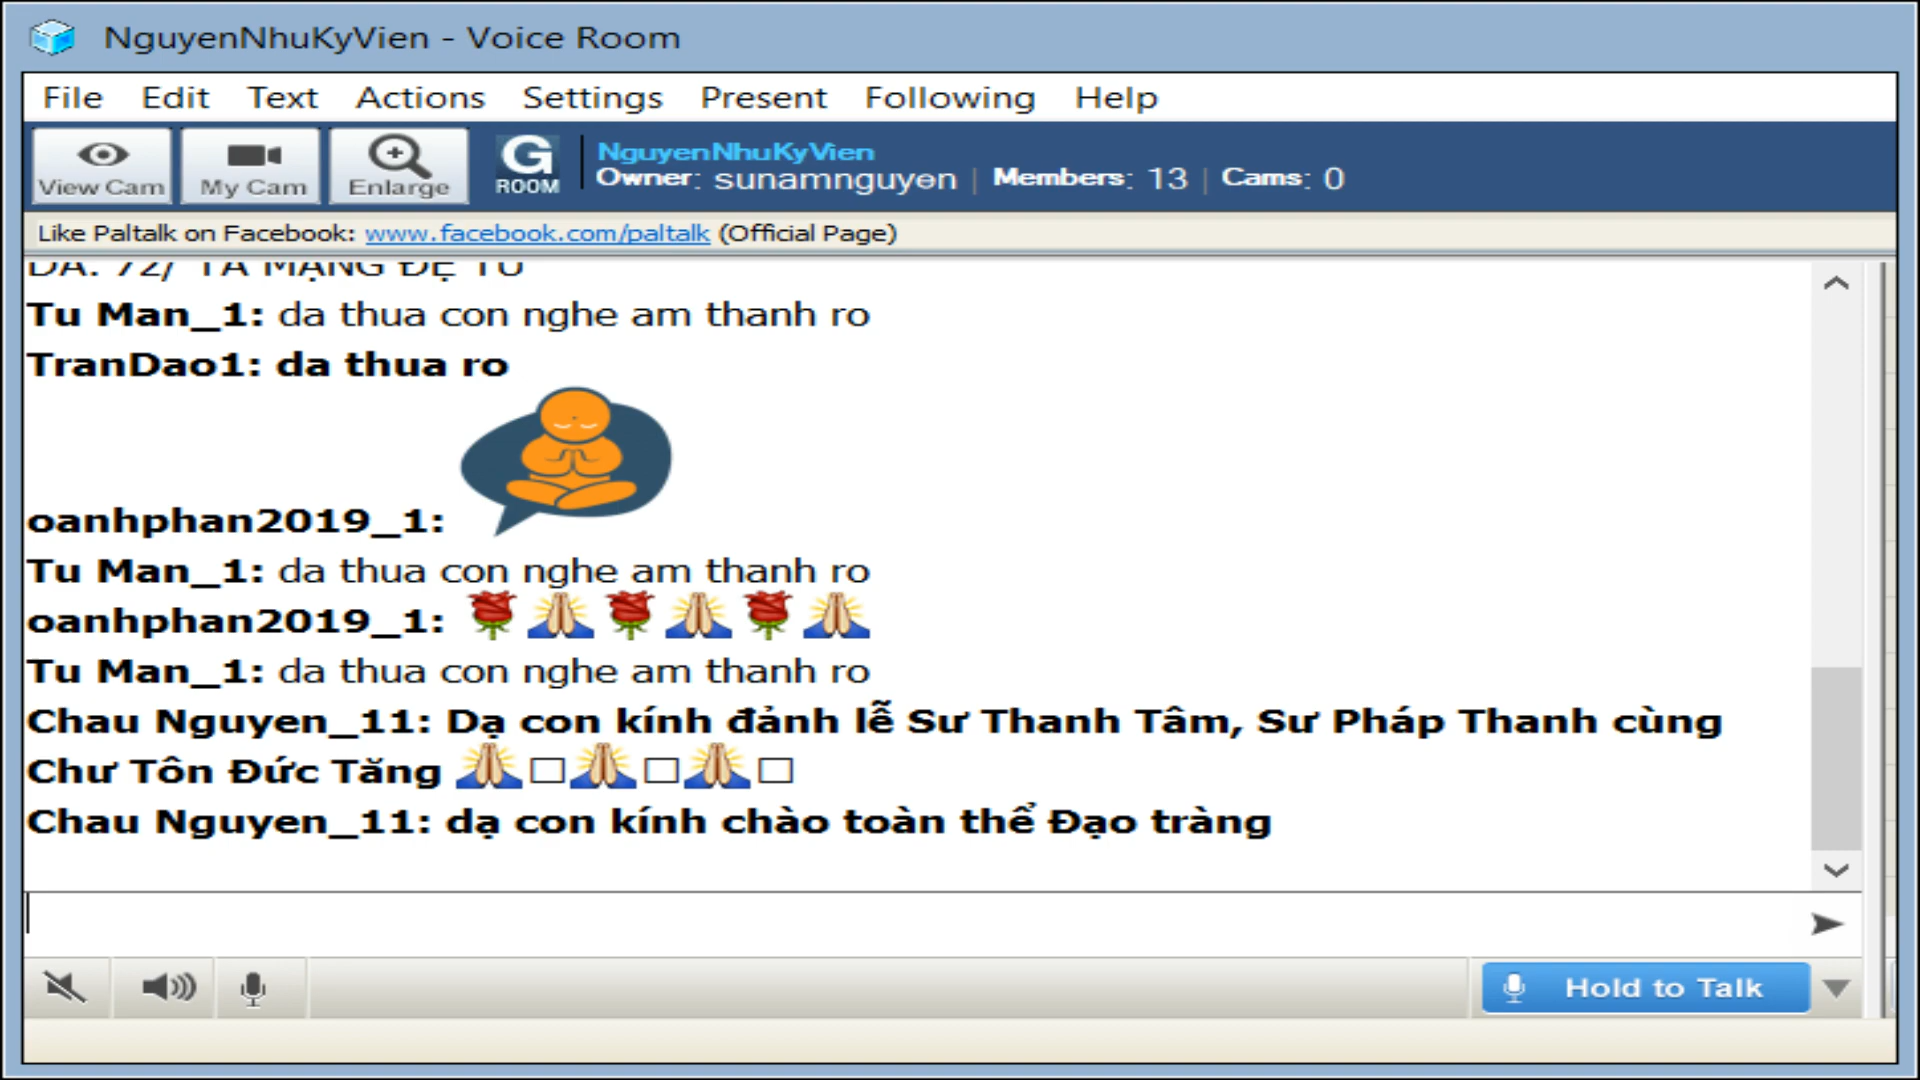 NguyenNhuKyVien - Voice Room
File Edit Text Actions Settings Present Following Help
View Cam My Cam Enlarge G ROOM NguyenNhuKyVien
Owner: sunamnguyen | Members: 13 | Cams: 0
Like Paltalk on Facebook: www.facebook.com/paltalk (Official Page)
Tu Man_1: da thua con nghe am thanh ro
TranDao1: da thua ro
oanhphan2019_1:
Tu Man_1: da thua con nghe am thanh ro
oanhphan2019_1: 🌹🙏🌹🙏🌹🙏
Tu Man_1: da thua con nghe am thanh ro
Chau Nguyen_11: Dạ con kính đảnh lễ Sư Thanh Tâm, Sư Pháp Thanh cùng
Chư Tôn Đức Tăng 🙏□🙏□🙏□
Chau Nguyen_11: dạ con kính chào toàn thể Đạo tràng
Hold to Talk